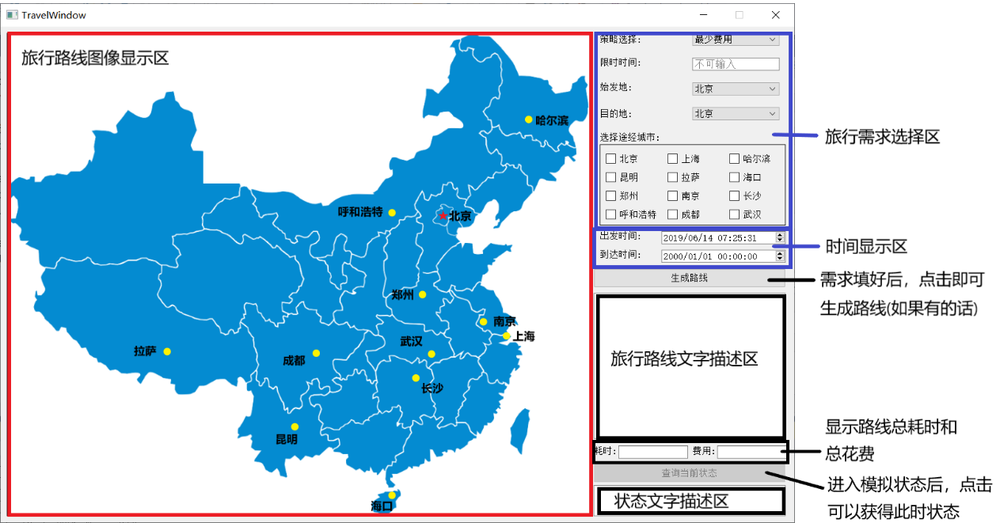 TravelWindow
旅行路线图像显示区
哈尔滨
呼和浩特
北京
郑州
南京
上海
武汉
拉萨
成都
长沙
昆明
海口
策略选择:
最少费用
限时时间:
不可输入
始发地:
北京
目的地:
北京
选择途经城市:
北京 上海 哈尔滨
昆明 拉萨 海口
郑州 南京 长沙
呼和浩特 成都 武汉
出发时间: 2019/06/14 07:25:31
到达时间: 2000/01/01 00:00:00
生成路线
旅行路线文字描述区
耗时: 费用:
查询当前状态
状态文字描述区
旅行需求选择区
时间显示区
需求填好后，点击即可
生成路线(如果有的话)
显示路线总耗时和
总花费
进入模拟状态后，点击
可以获得此时状态